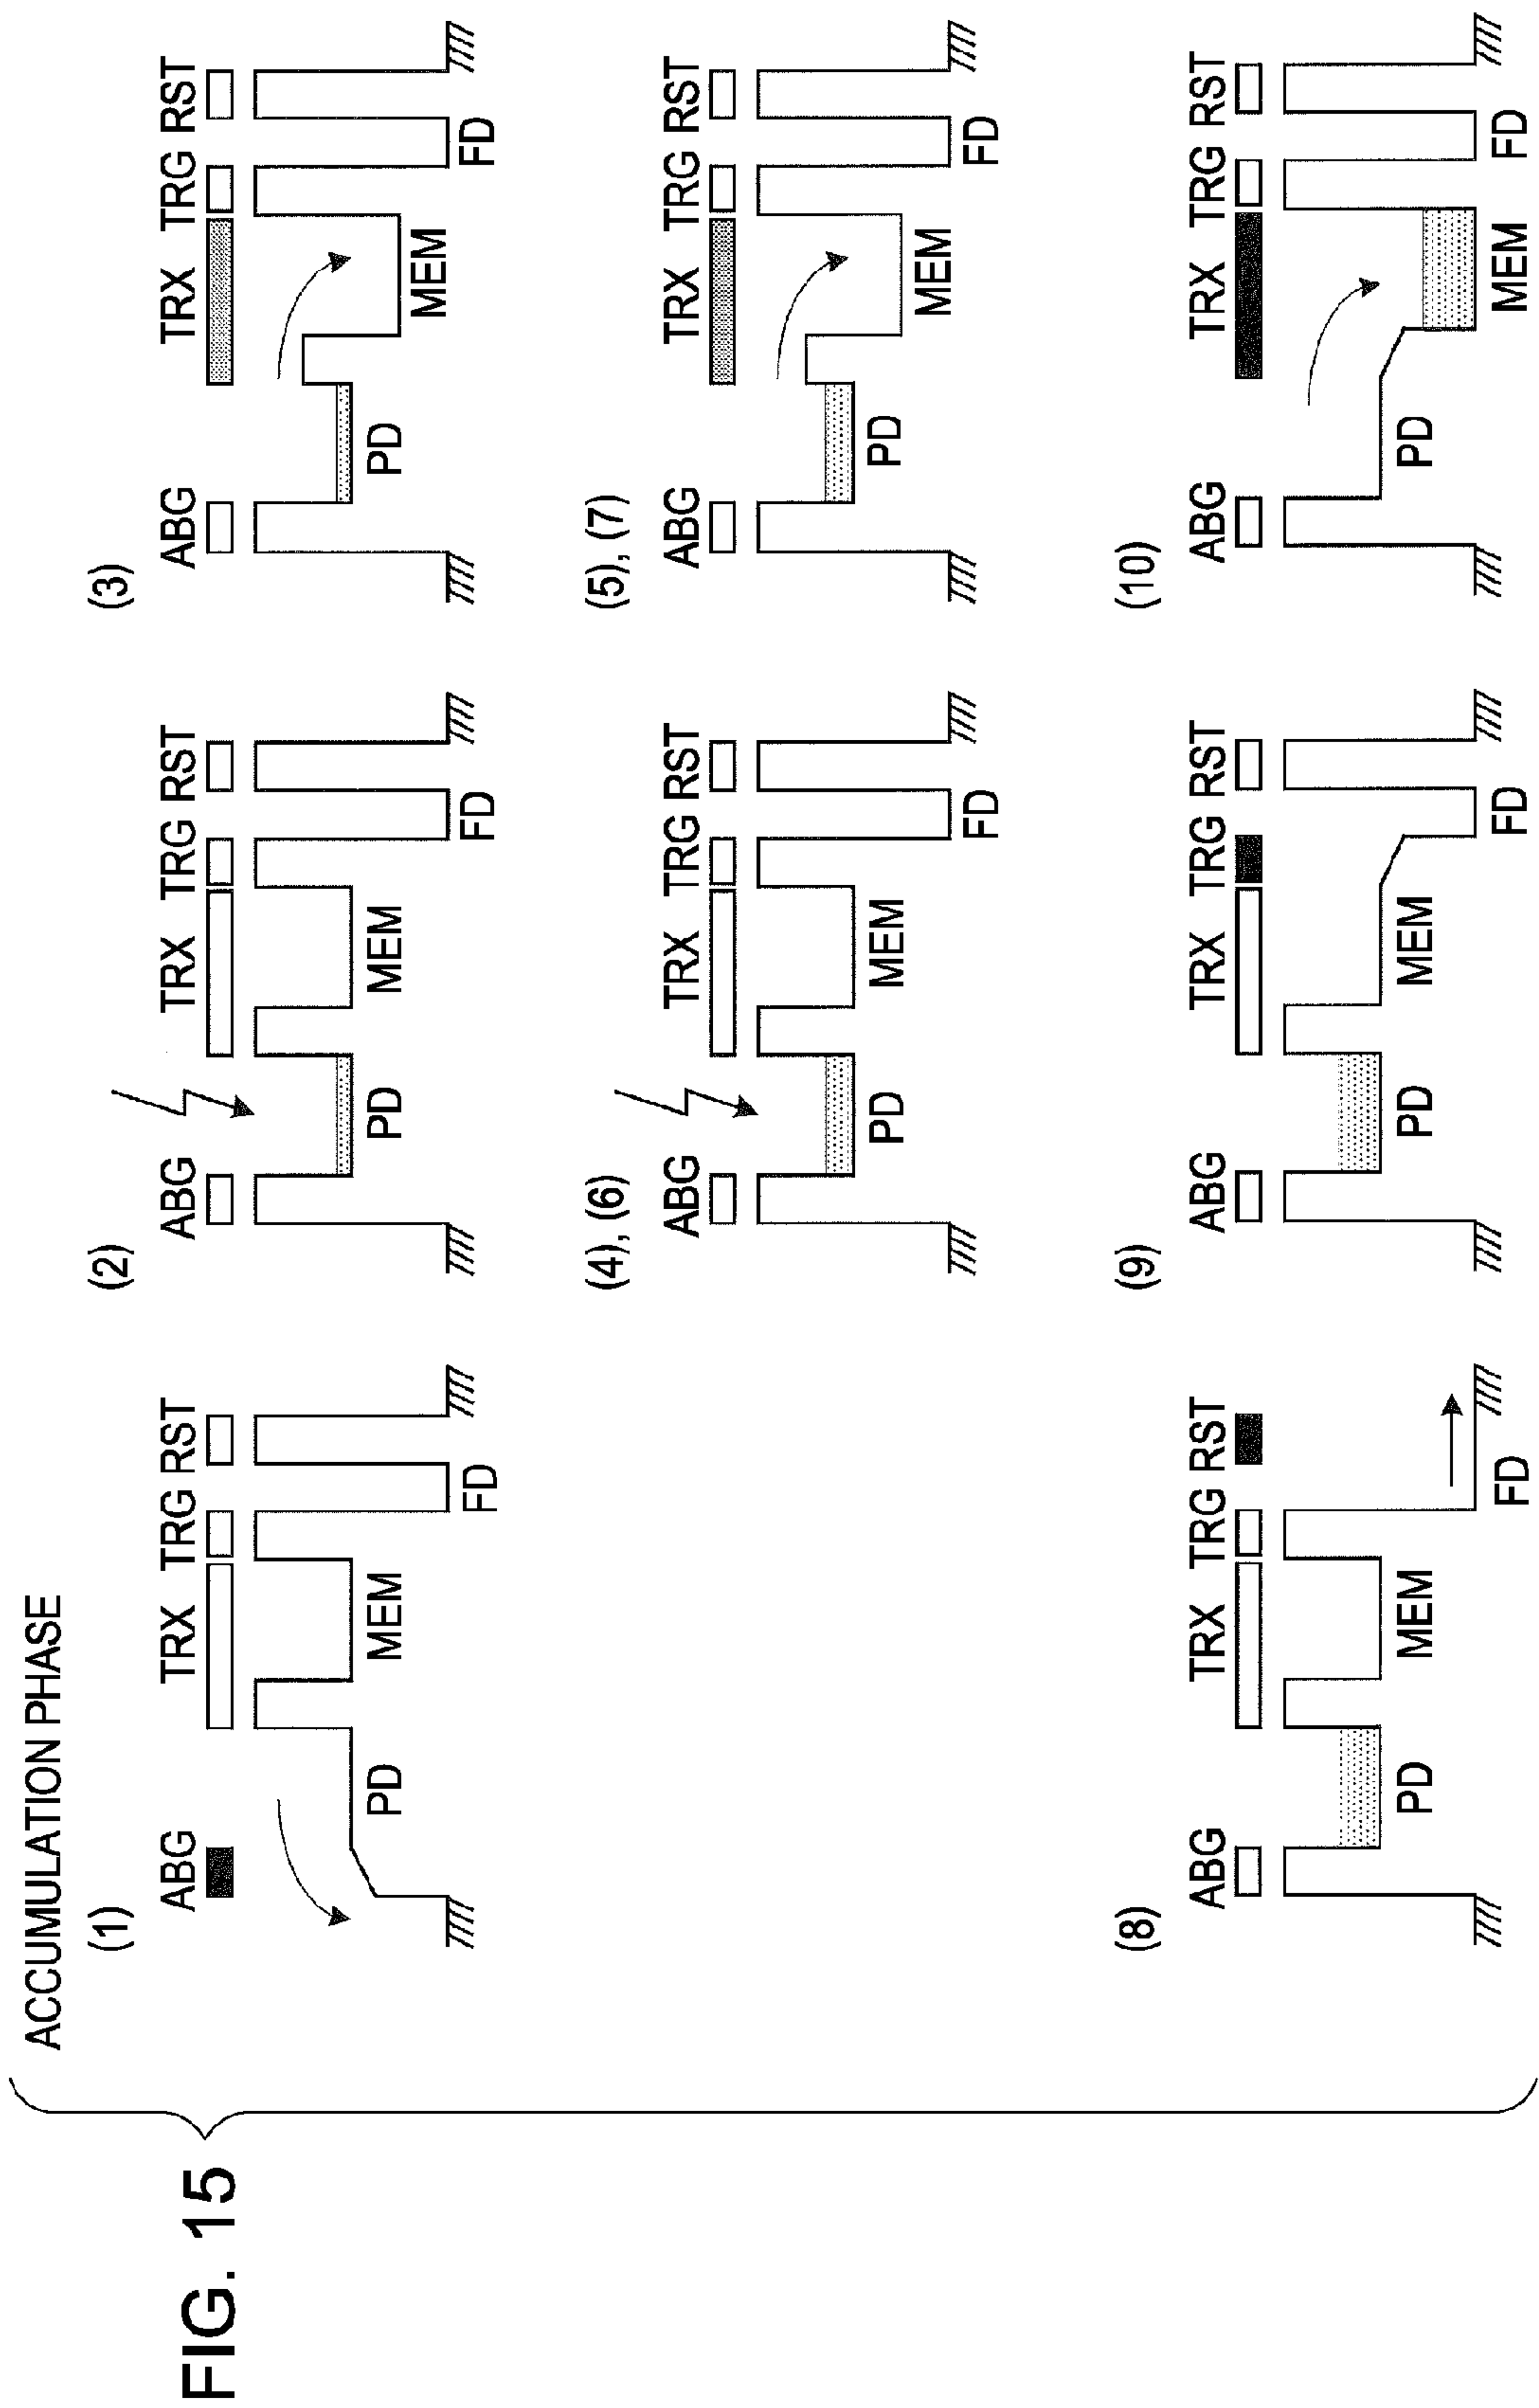 FIG. 15
ACCUMULATION PHASE
(1)
ABG TRX TRG RST
PD MEM FD
(2)
ABG TRX TRG RST
PD MEM FD
(3)
ABG TRX TRG RST
PD MEM FD
(4), (6)
ABG TRX TRG RST
PD MEM FD
(5), (7)
ABG TRX TRG RST
PD MEM FD
(8)
ABG TRX TRG RST
PD MEM FD
(9)
ABG TRX TRG RST
PD MEM FD
(10)
ABG TRX TRG RST
PD MEM FD